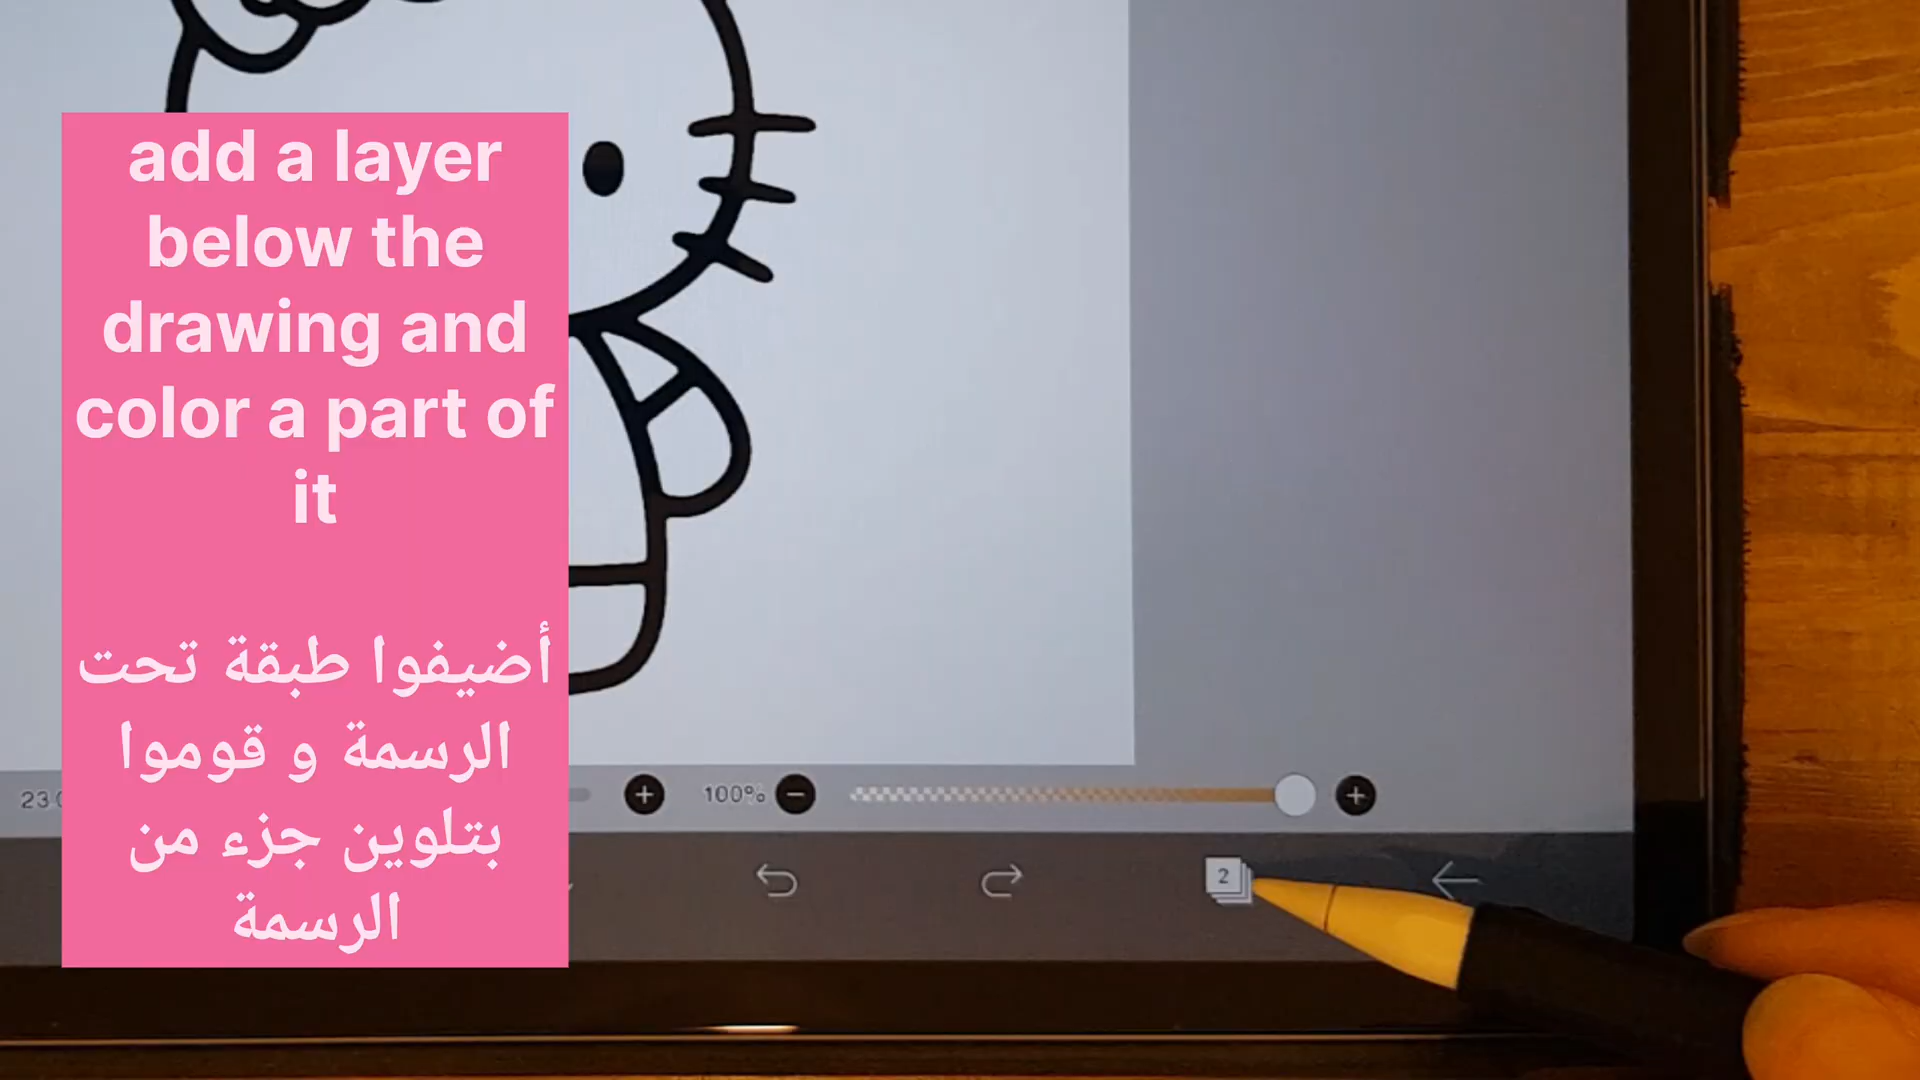 add a layer
below the
drawing and
color a part of
it
أضيفوا طبقة تحت
الرسمة و قوموا
بتلوين جزء من
الرسمة
100%
2